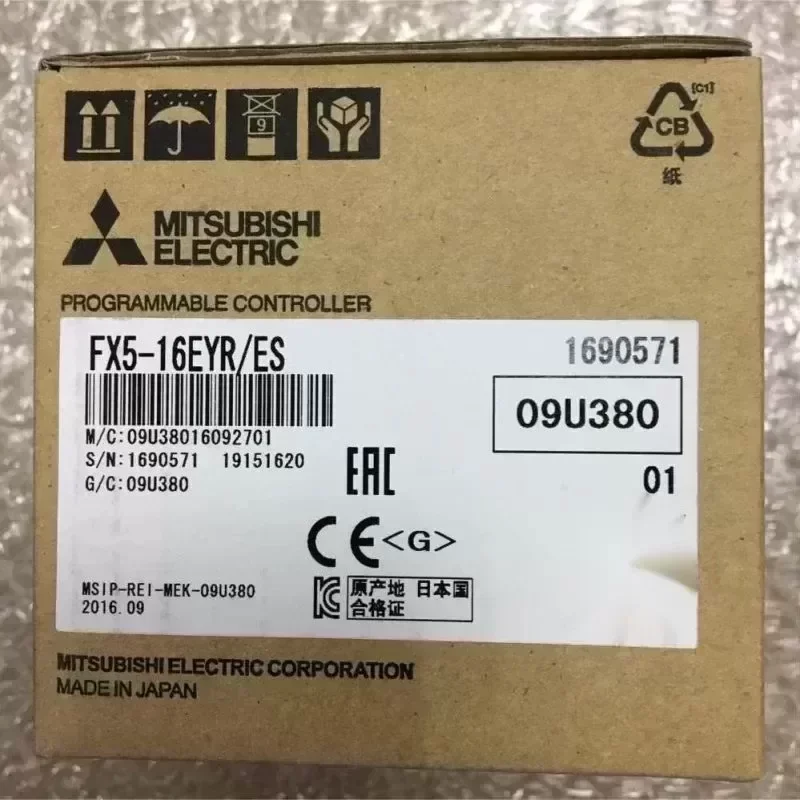 9
[C1]
CB
纸
MITSUBISHI
ELECTRIC
PROGRAMMABLE CONTROLLER
FX5-16EYR/ES
1690571
M/C:09U38016092701
09U380
S/N:1690571 19151620
G/C:09U380
EAC
01
CE <G>
MSIP-REI-MEK-09U380
2016.09
KC
原产地 日本国
合格证
MITSUBISHI ELECTRIC CORPORATION
MADE IN JAPAN